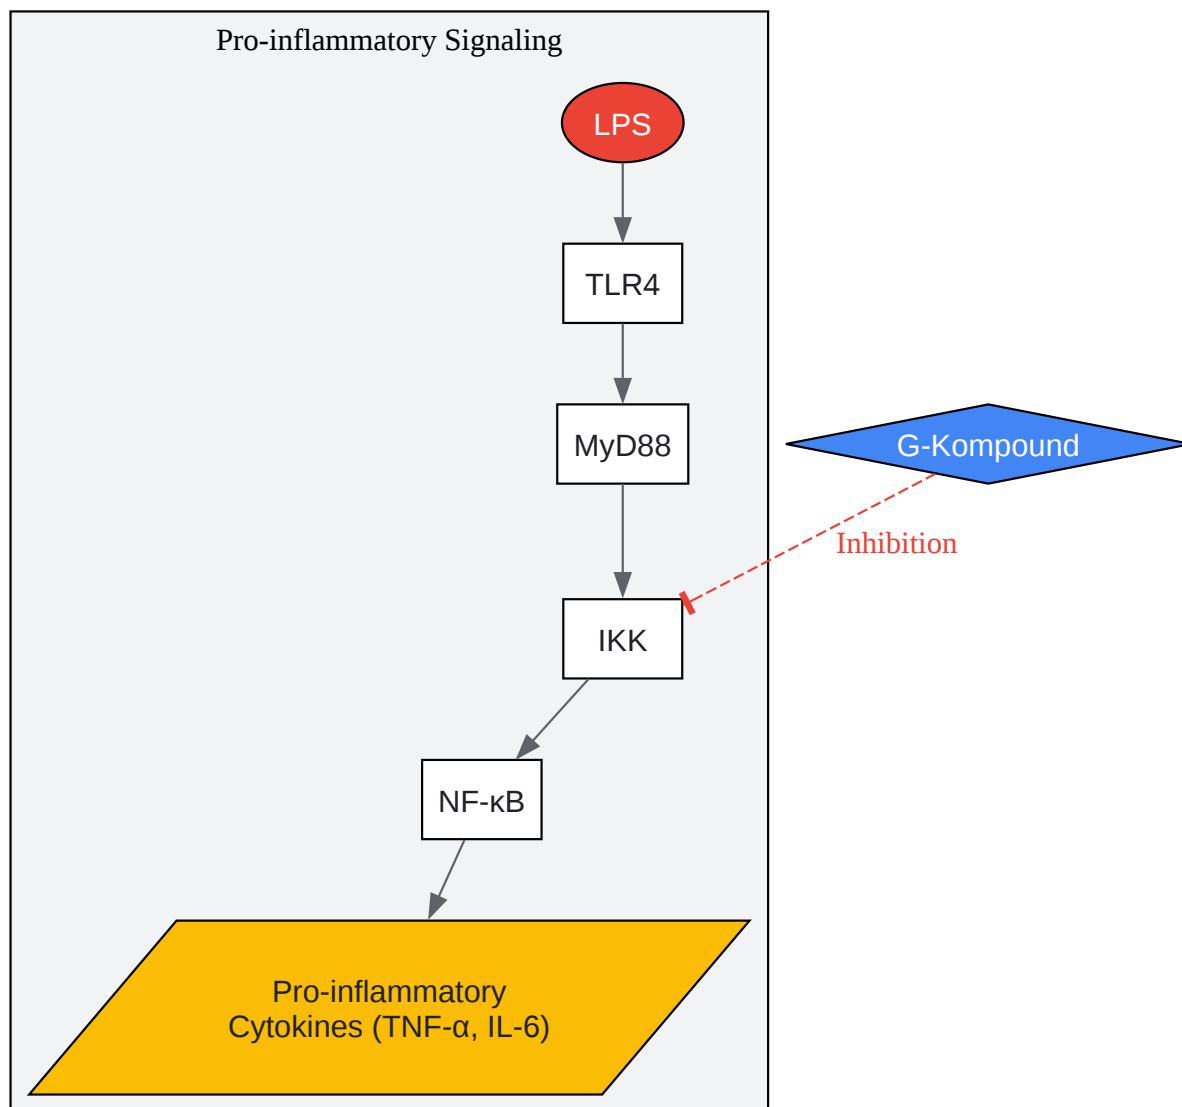 Pro-inflammatory Signaling
LPS
TLR4
MyD88
G-Kompound
Inhibition
IKK
NF-κB
Pro-inflammatory
Cytokines (TNF-α, IL-6)